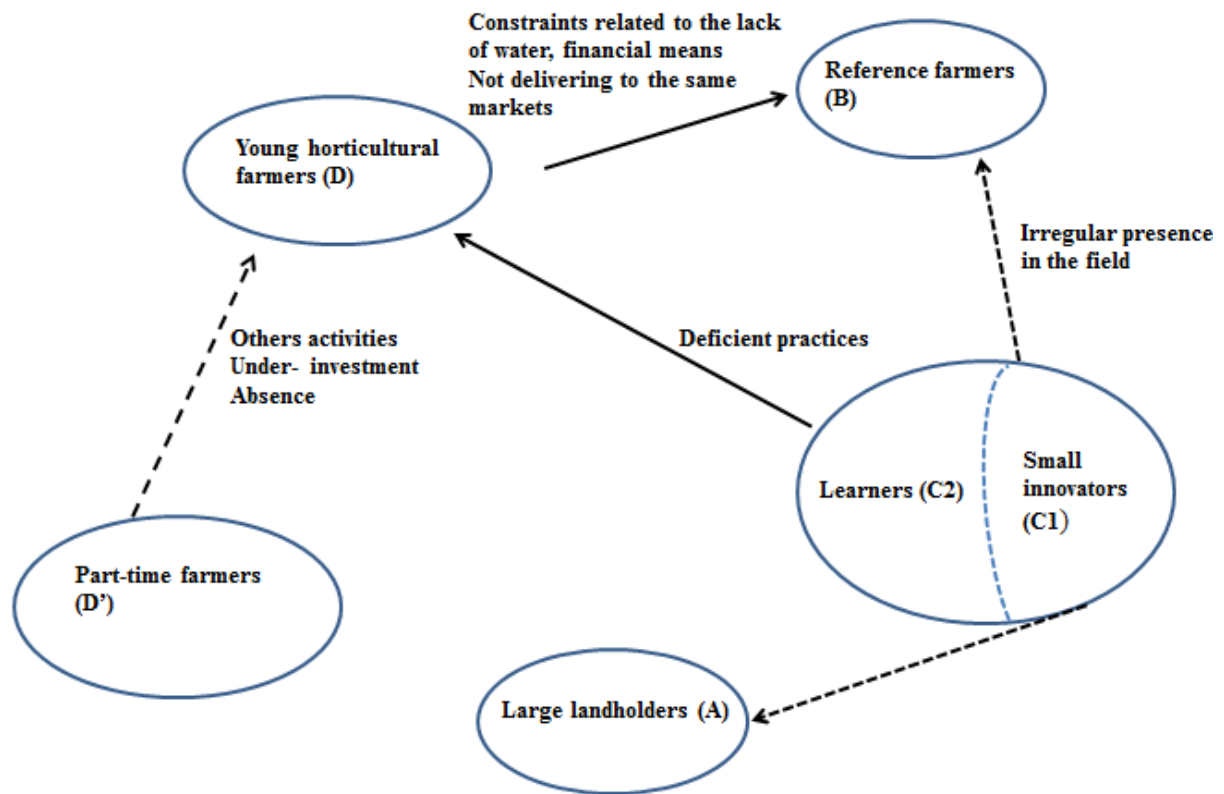 Constraints related to the lack
of water, financial means
Not delivering to the same
markets
Reference farmers
(B)
Young horticultural
farmers (D)
Irregular presence
in the field
Others activities
Under- investment
Absence
Deficient practices
Learners (C2)
Small
innovators
(C1)
Part-time farmers
(D’)
Large landholders (A)